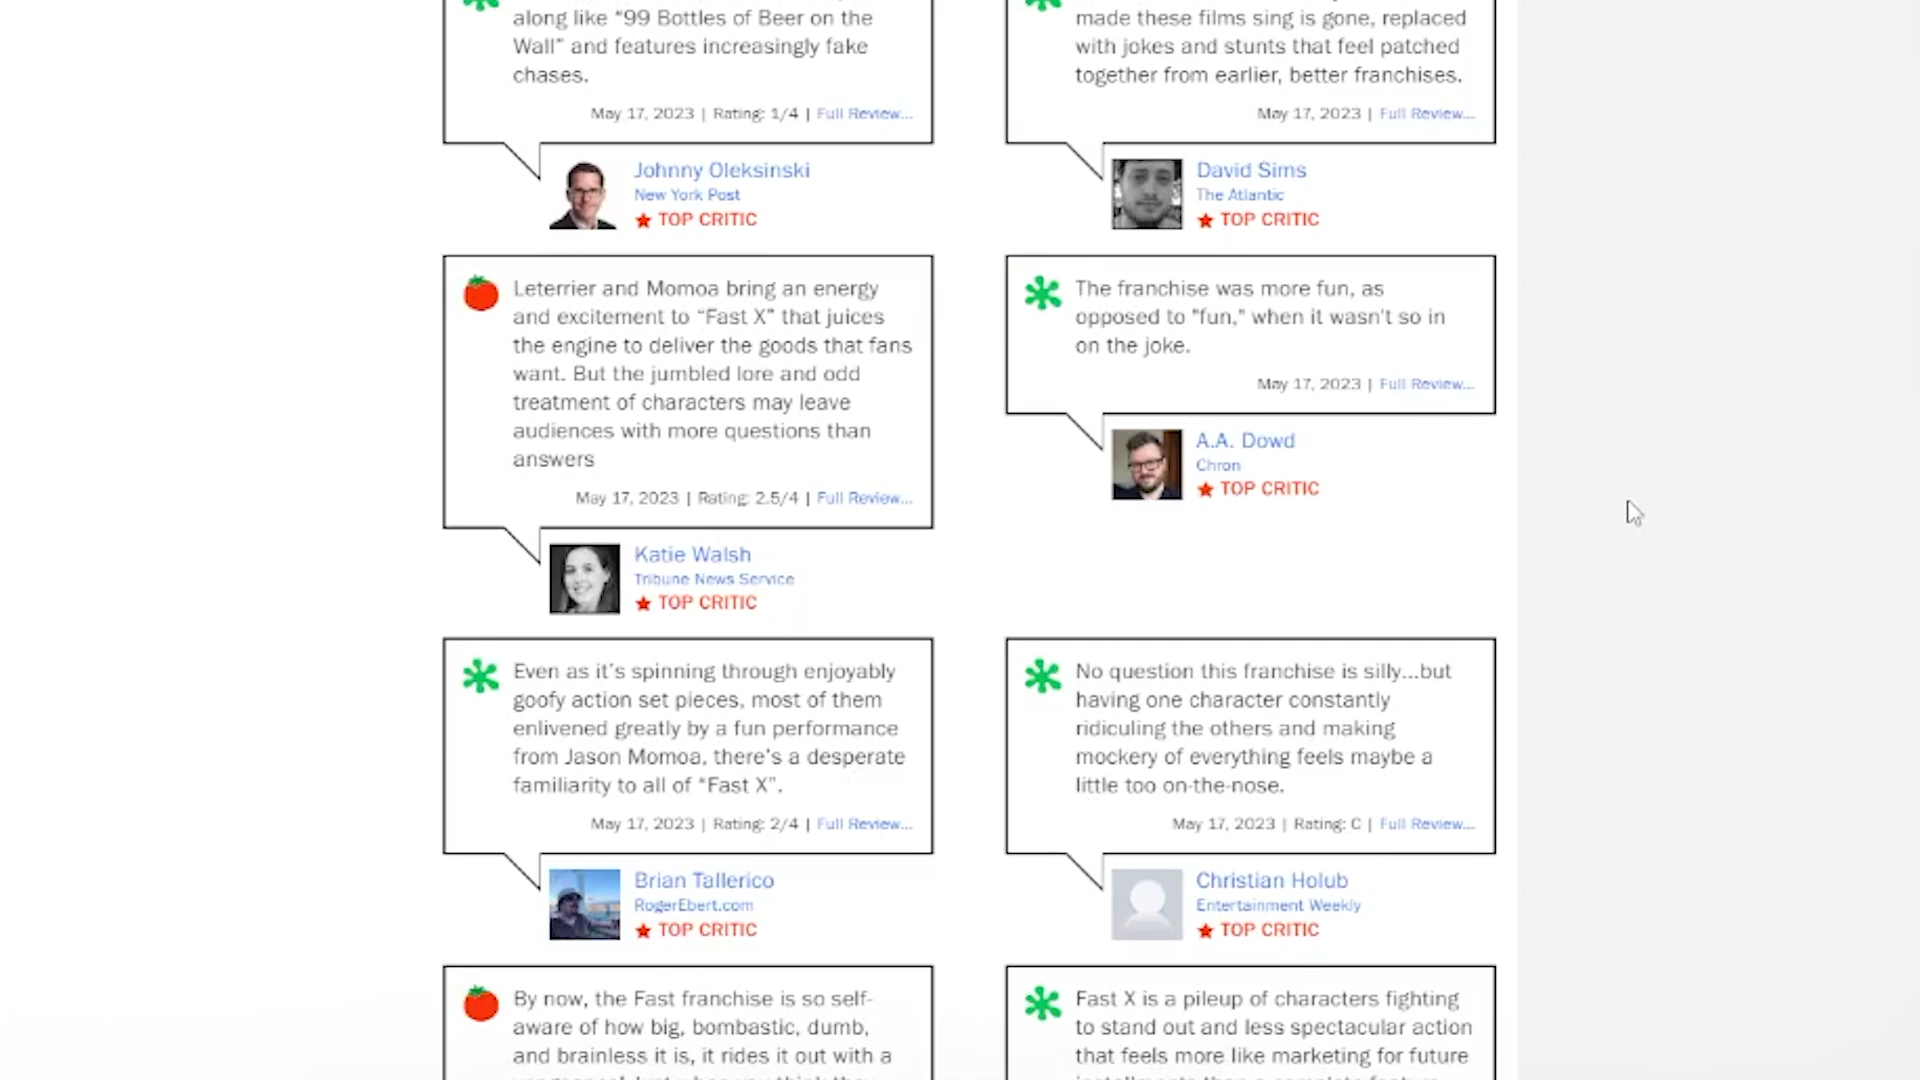 along like “99 Bottles of Beer on the
Wall” and features increasingly fake
chases.
May 17, 2023 | Rating: 1/4 | Full Review...
Johnny Oleksinski
New York Post
TOP CRITIC
made these films sing is gone, replaced
with jokes and stunts that feel patched
together from earlier, better franchises.
May 17, 2023 | Full Review...
David Sims
The Atlantic
TOP CRITIC
Leterrier and Momoa bring an energy
and excitement to “Fast X” that juices
the engine to deliver the goods that fans
want. But the jumbled lore and odd
treatment of characters may leave
audiences with more questions than
answers
May 17, 2023 | Rating: 2.5/4 | Full Review...
Katie Walsh
Tribune News Service
TOP CRITIC
The franchise was more fun, as
opposed to "fun," when it wasn't so in
on the joke.
May 17, 2023 | Full Review...
A.A. Dowd
Chron
TOP CRITIC
Even as it’s spinning through enjoyably
goofy action set pieces, most of them
enlivened greatly by a fun performance
from Jason Momoa, there’s a desperate
familiarity to all of “Fast X”.
May 17, 2023 | Rating: 2/4 | Full Review...
Brian Tallerico
RogerEbert.com
TOP CRITIC
No question this franchise is silly...but
having one character constantly
ridiculing the others and making
mockery of everything feels maybe a
little too on-the-nose.
May 17, 2023 | Rating: C | Full Review...
Christian Holub
Entertainment Weekly
TOP CRITIC
By now, the Fast franchise is so self-
aware of how big, bombastic, dumb,
and brainless it is, it rides it out with a
Fast X is a pileup of characters fighting
to stand out and less spectacular action
that feels more like marketing for future